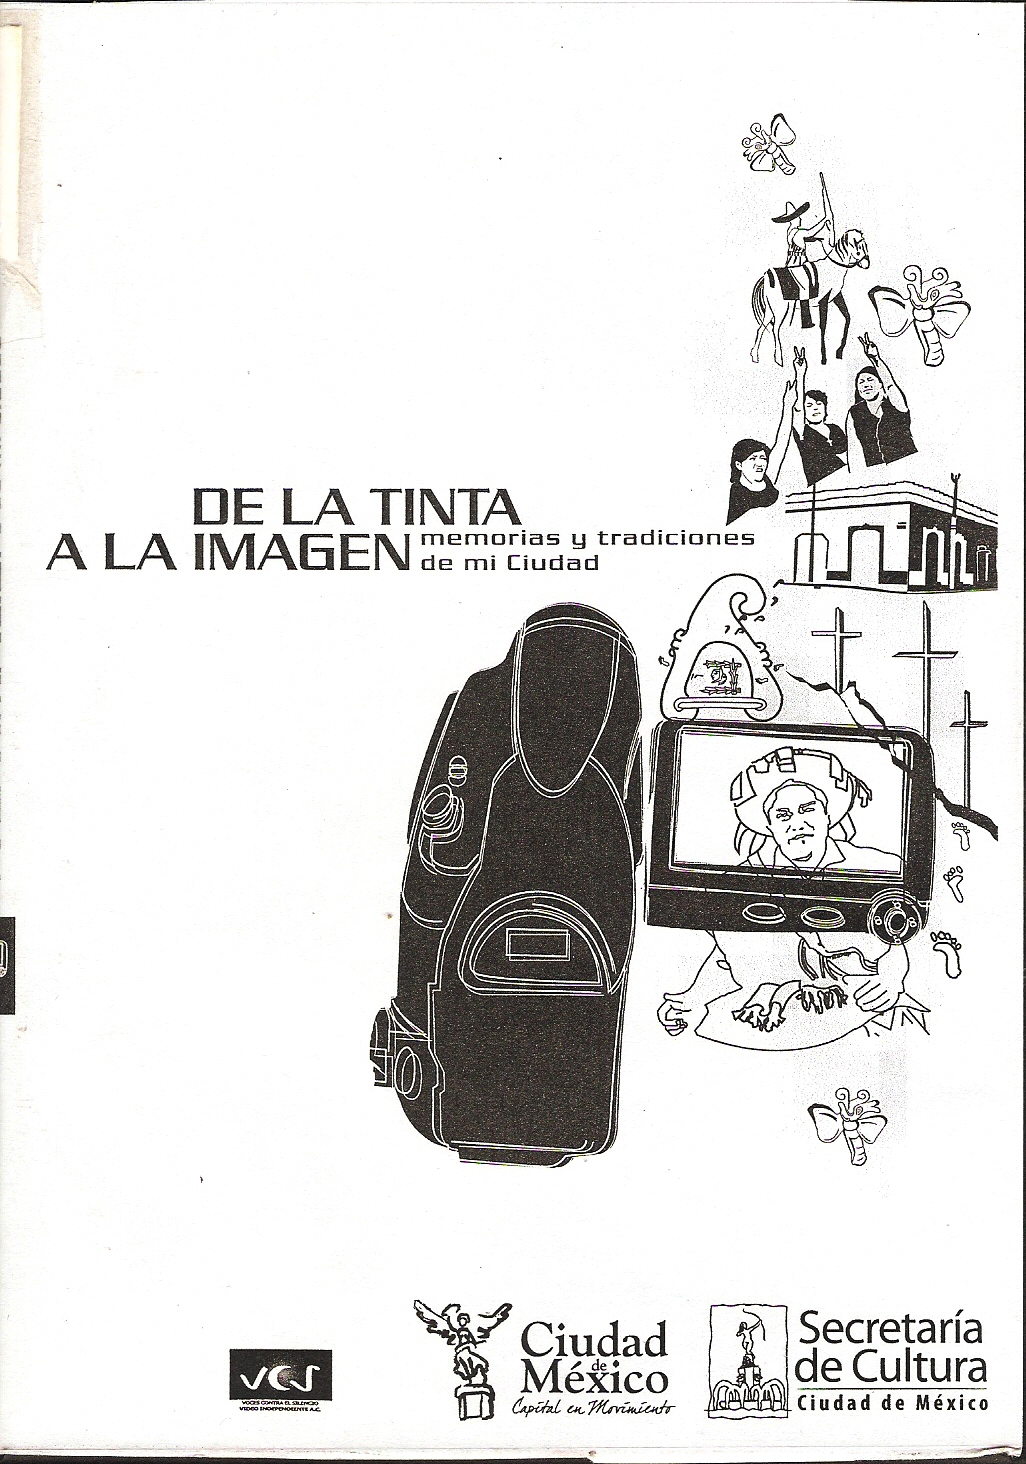 DE LA TINTA
A LA IMAGEN memorias y tradiciones
de mi Ciudad
VCS
VOCES CONTRA EL SILENCIO
VIDEO INDEPENDIENTE A.C.
Ciudad
de
México
Capital en Movimiento
Secretaría
de Cultura
Ciudad de México